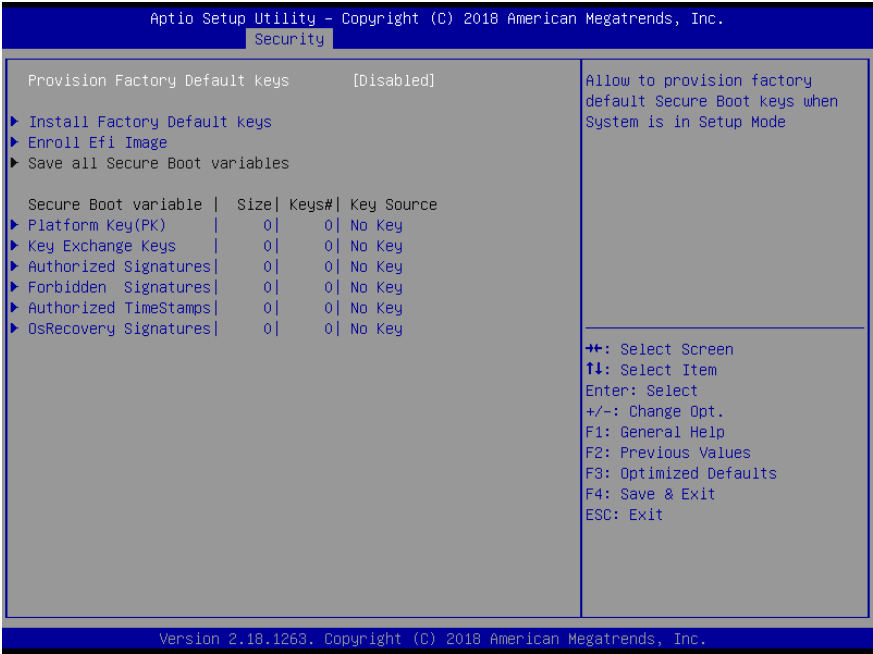 Aptio Setup Utility – Copyright (C) 2018 American Megatrends, Inc.
Security
Provision Factory Default keys [Disabled]
Install Factory Default keys
Enroll Efi Image
Save all Secure Boot variables
Secure Boot variable | Size| Keys#| Key Source
Platform Key(PK) | 0| 0| No Key
Key Exchange Keys | 0| 0| No Key
Authorized Signatures| 0| 0| No Key
Forbidden Signatures| 0| 0| No Key
Authorized TimeStamps| 0| 0| No Key
OsRecovery Signatures| 0| 0| No Key
Allow to provision factory
default Secure Boot keys when
System is in Setup Mode
→←: Select Screen
↑↓: Select Item
Enter: Select
+/-: Change Opt.
F1: General Help
F2: Previous Values
F3: Optimized Defaults
F4: Save & Exit
ESC: Exit
Version 2.18.1263. Copyright (C) 2018 American Megatrends, Inc.